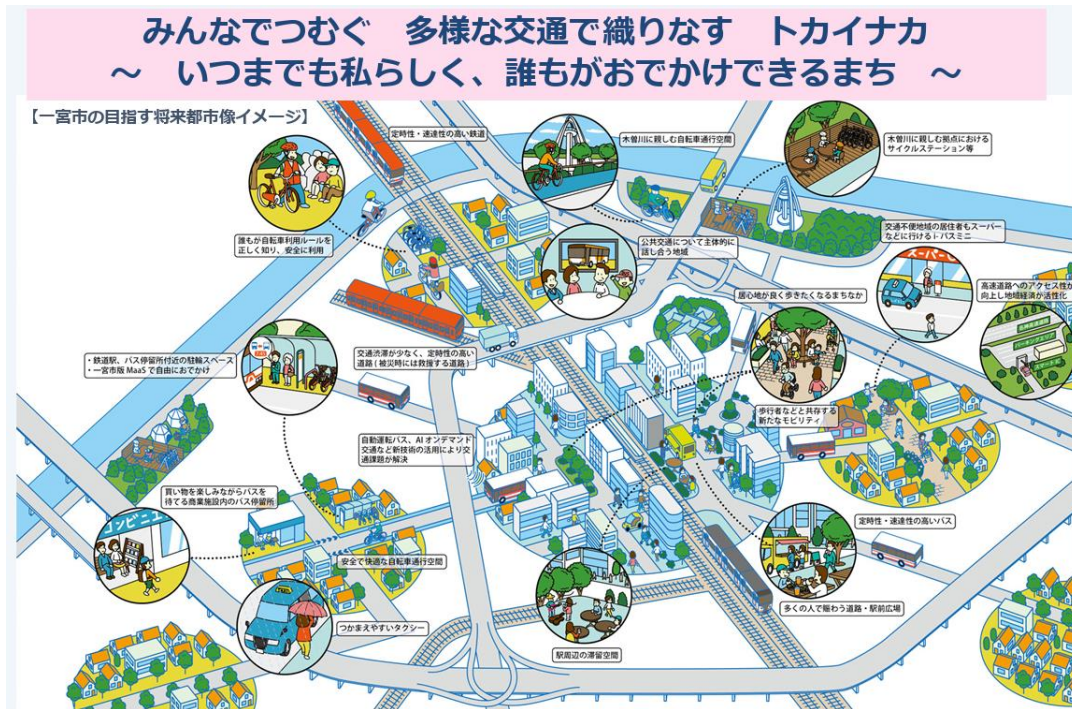 みんなでつむぐ　多様な交通で織りなす　トカイナカ
～　いつまでも私らしく、誰もがおでかけできるまち　～
【一宮市の目指す将来都市像イメージ】
定時性・速達性の高い鉄道
木曽川に親しむ自転車通行空間
木曽川に親しむ拠点における
サイクルステーション等
誰もが自転車利用ルールを
正しく知り、安全に利用
公共交通について主体的に
話し合う地域
交通不便地域の居住者もスーパー
などに行けるi-バスミニ
スーパー
居心地が良く歩きたくなるまちなか
高速道路へのアクセス性が
向上し地域経済が活性化
・鉄道駅、バス停留所付近の駐輪スペース
・一宮市版 MaaS で自由におでかけ
交通渋滞が少なく、定時性の高い
道路（被災時には救援する道路）
歩行者などと共存する
新たなモビリティ
自動運転バス、AI オンデマンド
交通など新技術の活用により交
通課題が解決
買い物を楽しみながらバスを
待てる商業施設内のバス停留所
コンビニエ
定時性・速達性の高いバス
安全で快適な自転車通行空間
多くの人で賑わう道路・駅前広場
つかまえやすいタクシー
駅周辺の滞留空間